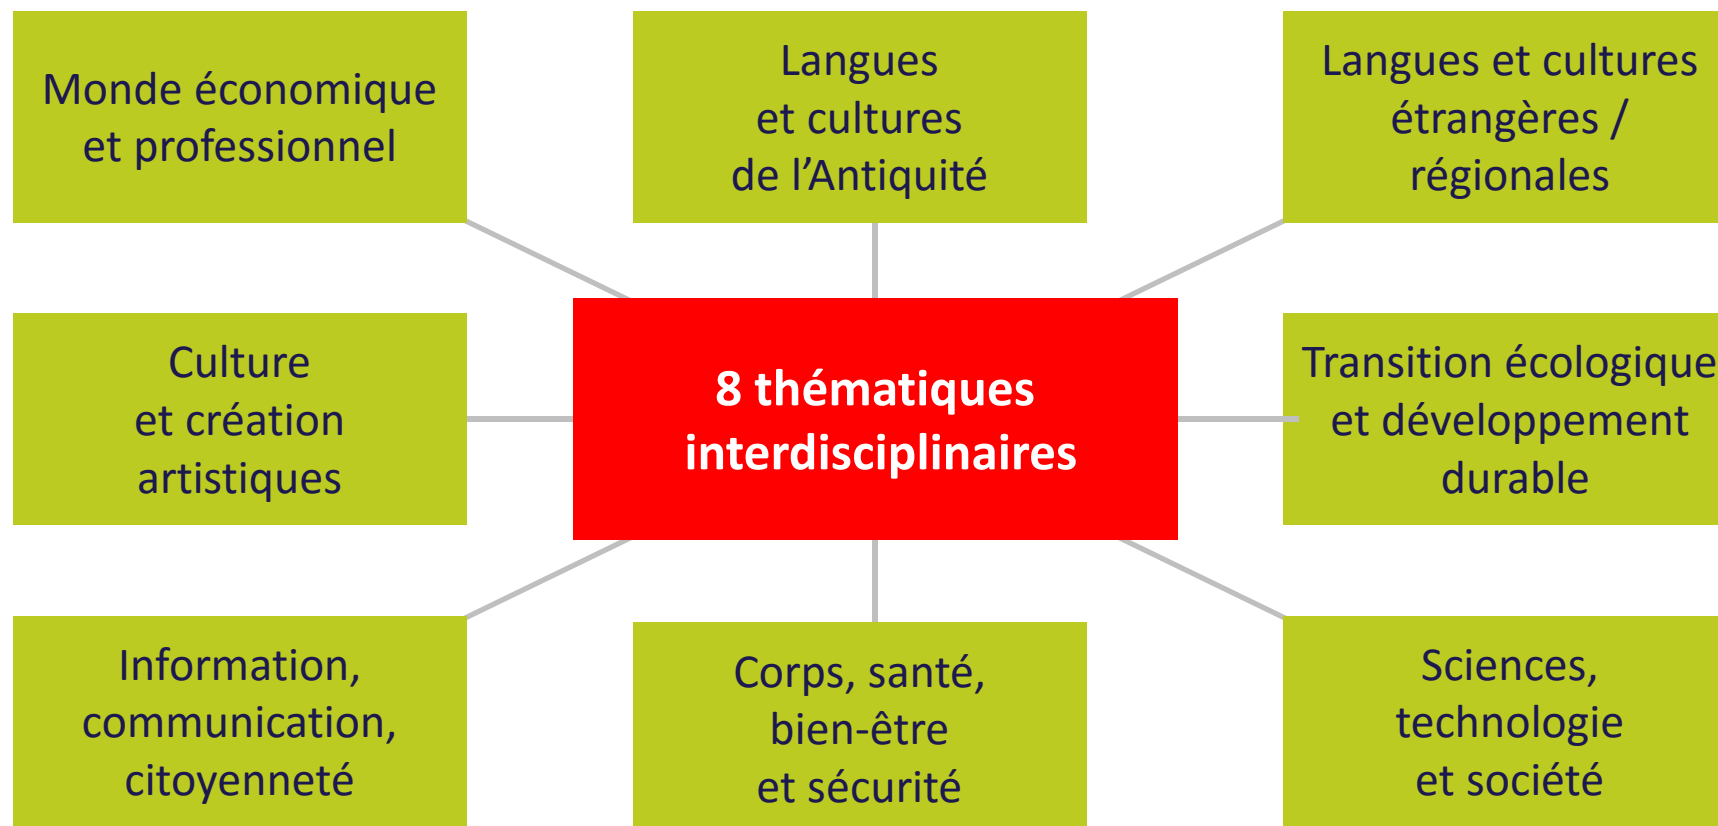 Monde économique
et professionnel
Langues
et cultures
de l’Antiquité
Langues et cultures
étrangères /
régionales
Culture
et création
artistiques
8 thématiques
interdisciplinaires
Transition écologique
et développement
durable
Information,
communication,
citoyenneté
Corps, santé,
bien-être
et sécurité
Sciences,
technologie
et société